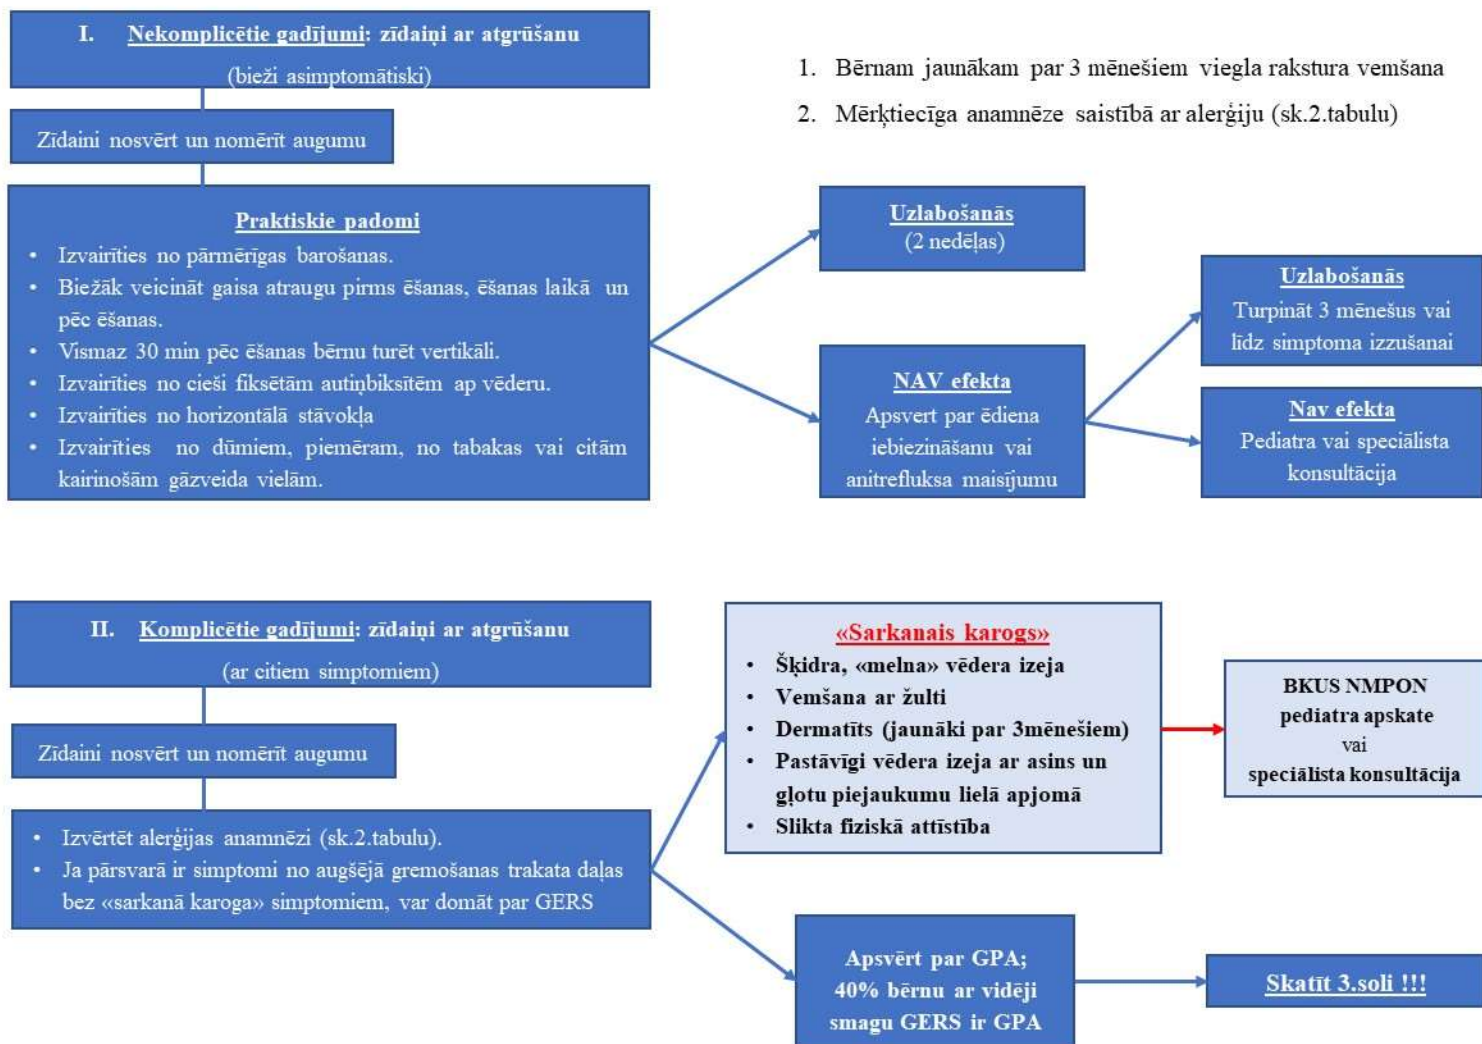 I. Nekomplicētie gadījumi: zīdaiņi ar atgrūšanu
(bieži asimptomātiski)
1. Bērnam jaunākam par 3 mēnešiem viegla rakstura vemšana
2. Mērķtiecīga anamnēze saistībā ar alerģiju (sk.2.tabulu)
Zīdaini nosvērt un nomērīt augumu
Praktiskie padomi
• Izvairīties no pārmērīgas barošanas.
• Biežāk veicināt gaisa atraugu pirms ēšanas, ēšanas laikā un
pēc ēšanas.
• Vismaz 30 min pēc ēšanas bērnu turēt vertikāli.
• Izvairīties no cieši fiksētām autiņbiksītēm ap vēderu.
• Izvairīties no horizontālā stāvokļa
• Izvairīties no dūmiem, piemēram, no tabakas vai citām
kairinošām gāzveida vielām.
Uzlabošanās
(2 nedēļas)
NAV efekta
Apsvert par ēdiena
iebiezināšanu vai
anitrefluksa maisījumu
Uzlabošanās
Turpināt 3 mēnešus vai
līdz simptoma izzušanai
Nav efekta
Pediatra vai speciālista
konsultācija
II. Komplicētie gadījumi: zīdaiņi ar atgrūšanu
(ar citiem simptomiem)
Zīdaini nosvērt un nomērīt augumu
• Izvērtēt alerģijas anamnēzi (sk.2.tabulu).
• Ja pārsvarā ir simptomi no augšējā gremošanas trakata daļas
bez «sarkanā karoga» simptomiem, var domāt par GERS
«Sarkanais karogs»
• Šķidra, «melna» vēdera izeja
• Vemšana ar žulti
• Dermatīts (jaunāki par 3mēnešiem)
• Pastāvīgi vēdera izeja ar asins un
gļotu piejaukumu lielā apjomā
• Slikta fiziskā attīstība
BKUS NMPON
pediatra apskate
vai
speciālista konsultācija
Apsvērt par GPA;
40% bērnu ar vidēji
smagu GERS ir GPA
Skatīt 3.soli !!!